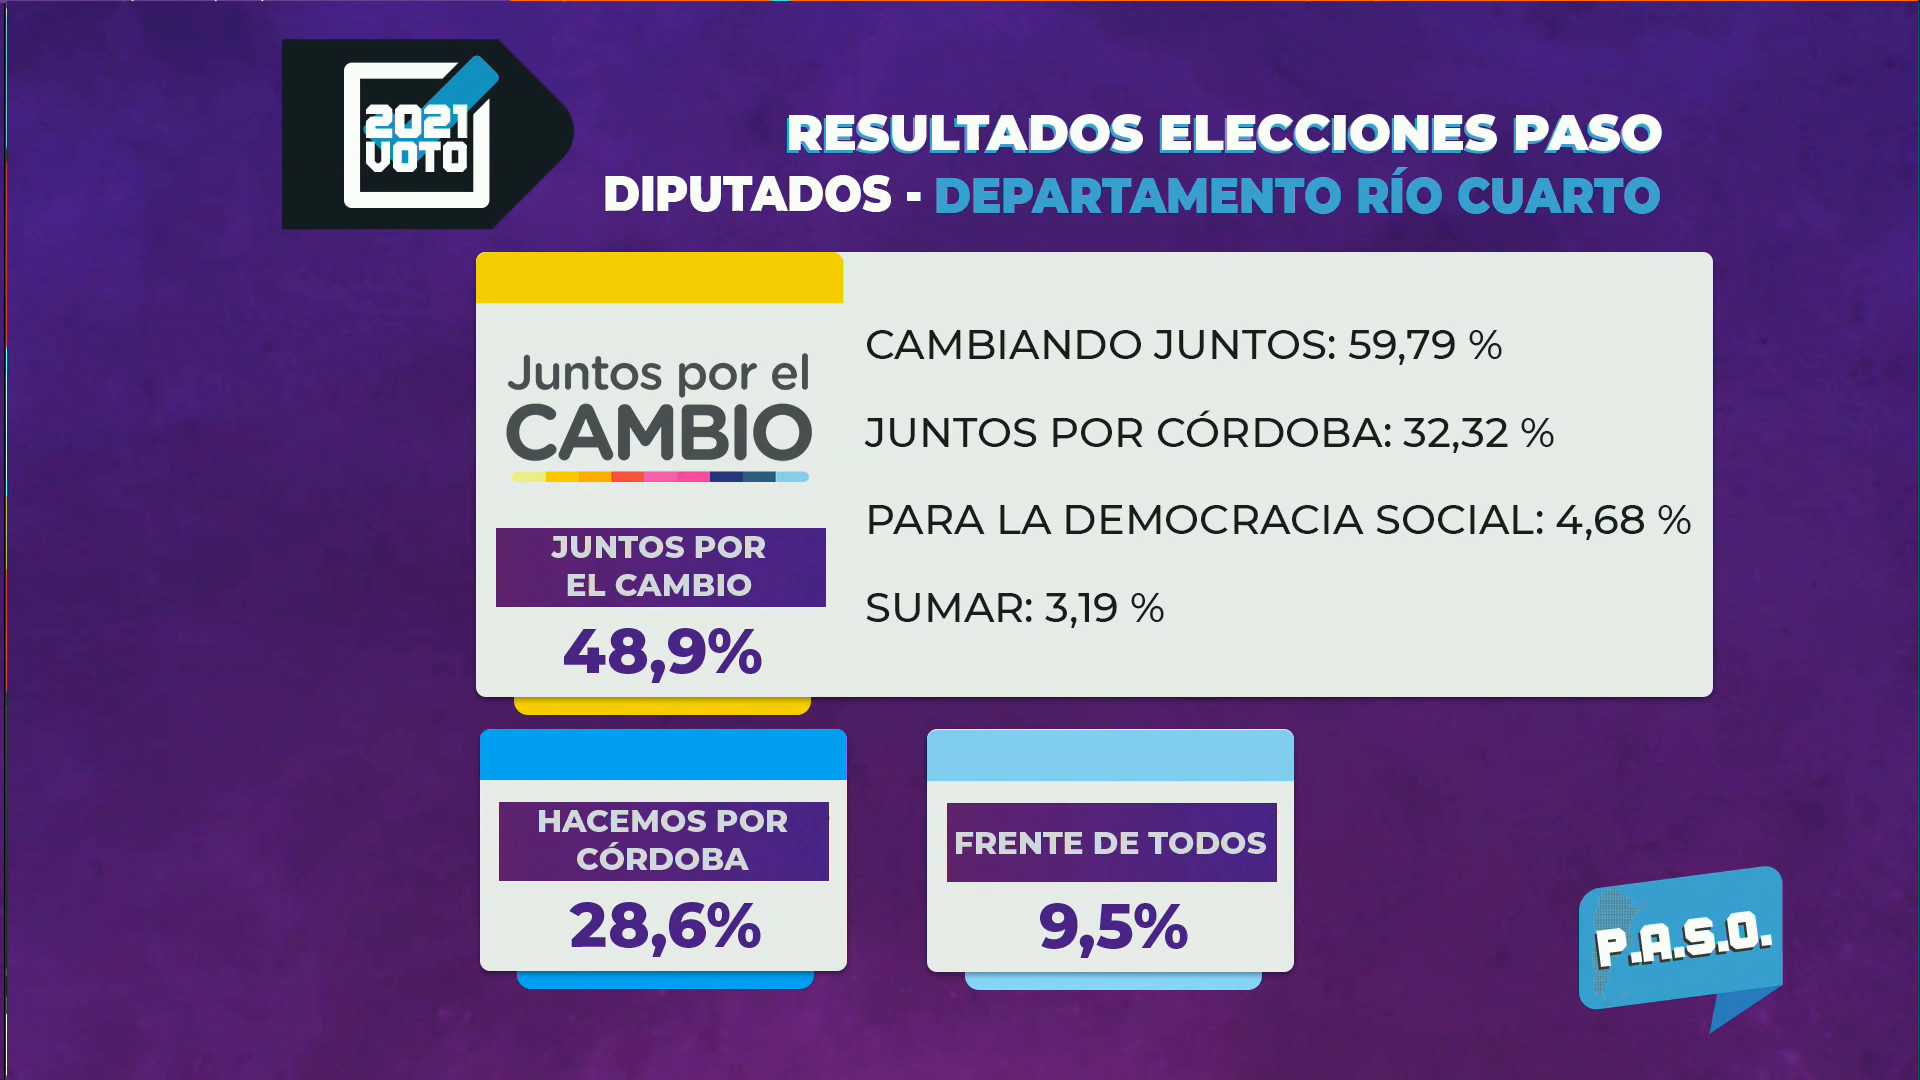 2021
VOTO
RESULTADOS ELECCIONES PASO
DIPUTADOS - DEPARTAMENTO RÍO CUARTO
Juntos por el
CAMBIO
JUNTOS POR
EL CAMBIO
48,9%
CAMBIANDO JUNTOS: 59,79 %
JUNTOS POR CÓRDOBA: 32,32 %
PARA LA DEMOCRACIA SOCIAL: 4,68 %
SUMAR: 3,19 %
HACEMOS POR
CÓRDOBA
28,6%
FRENTE DE TODOS
9,5%
P.A.S.O.